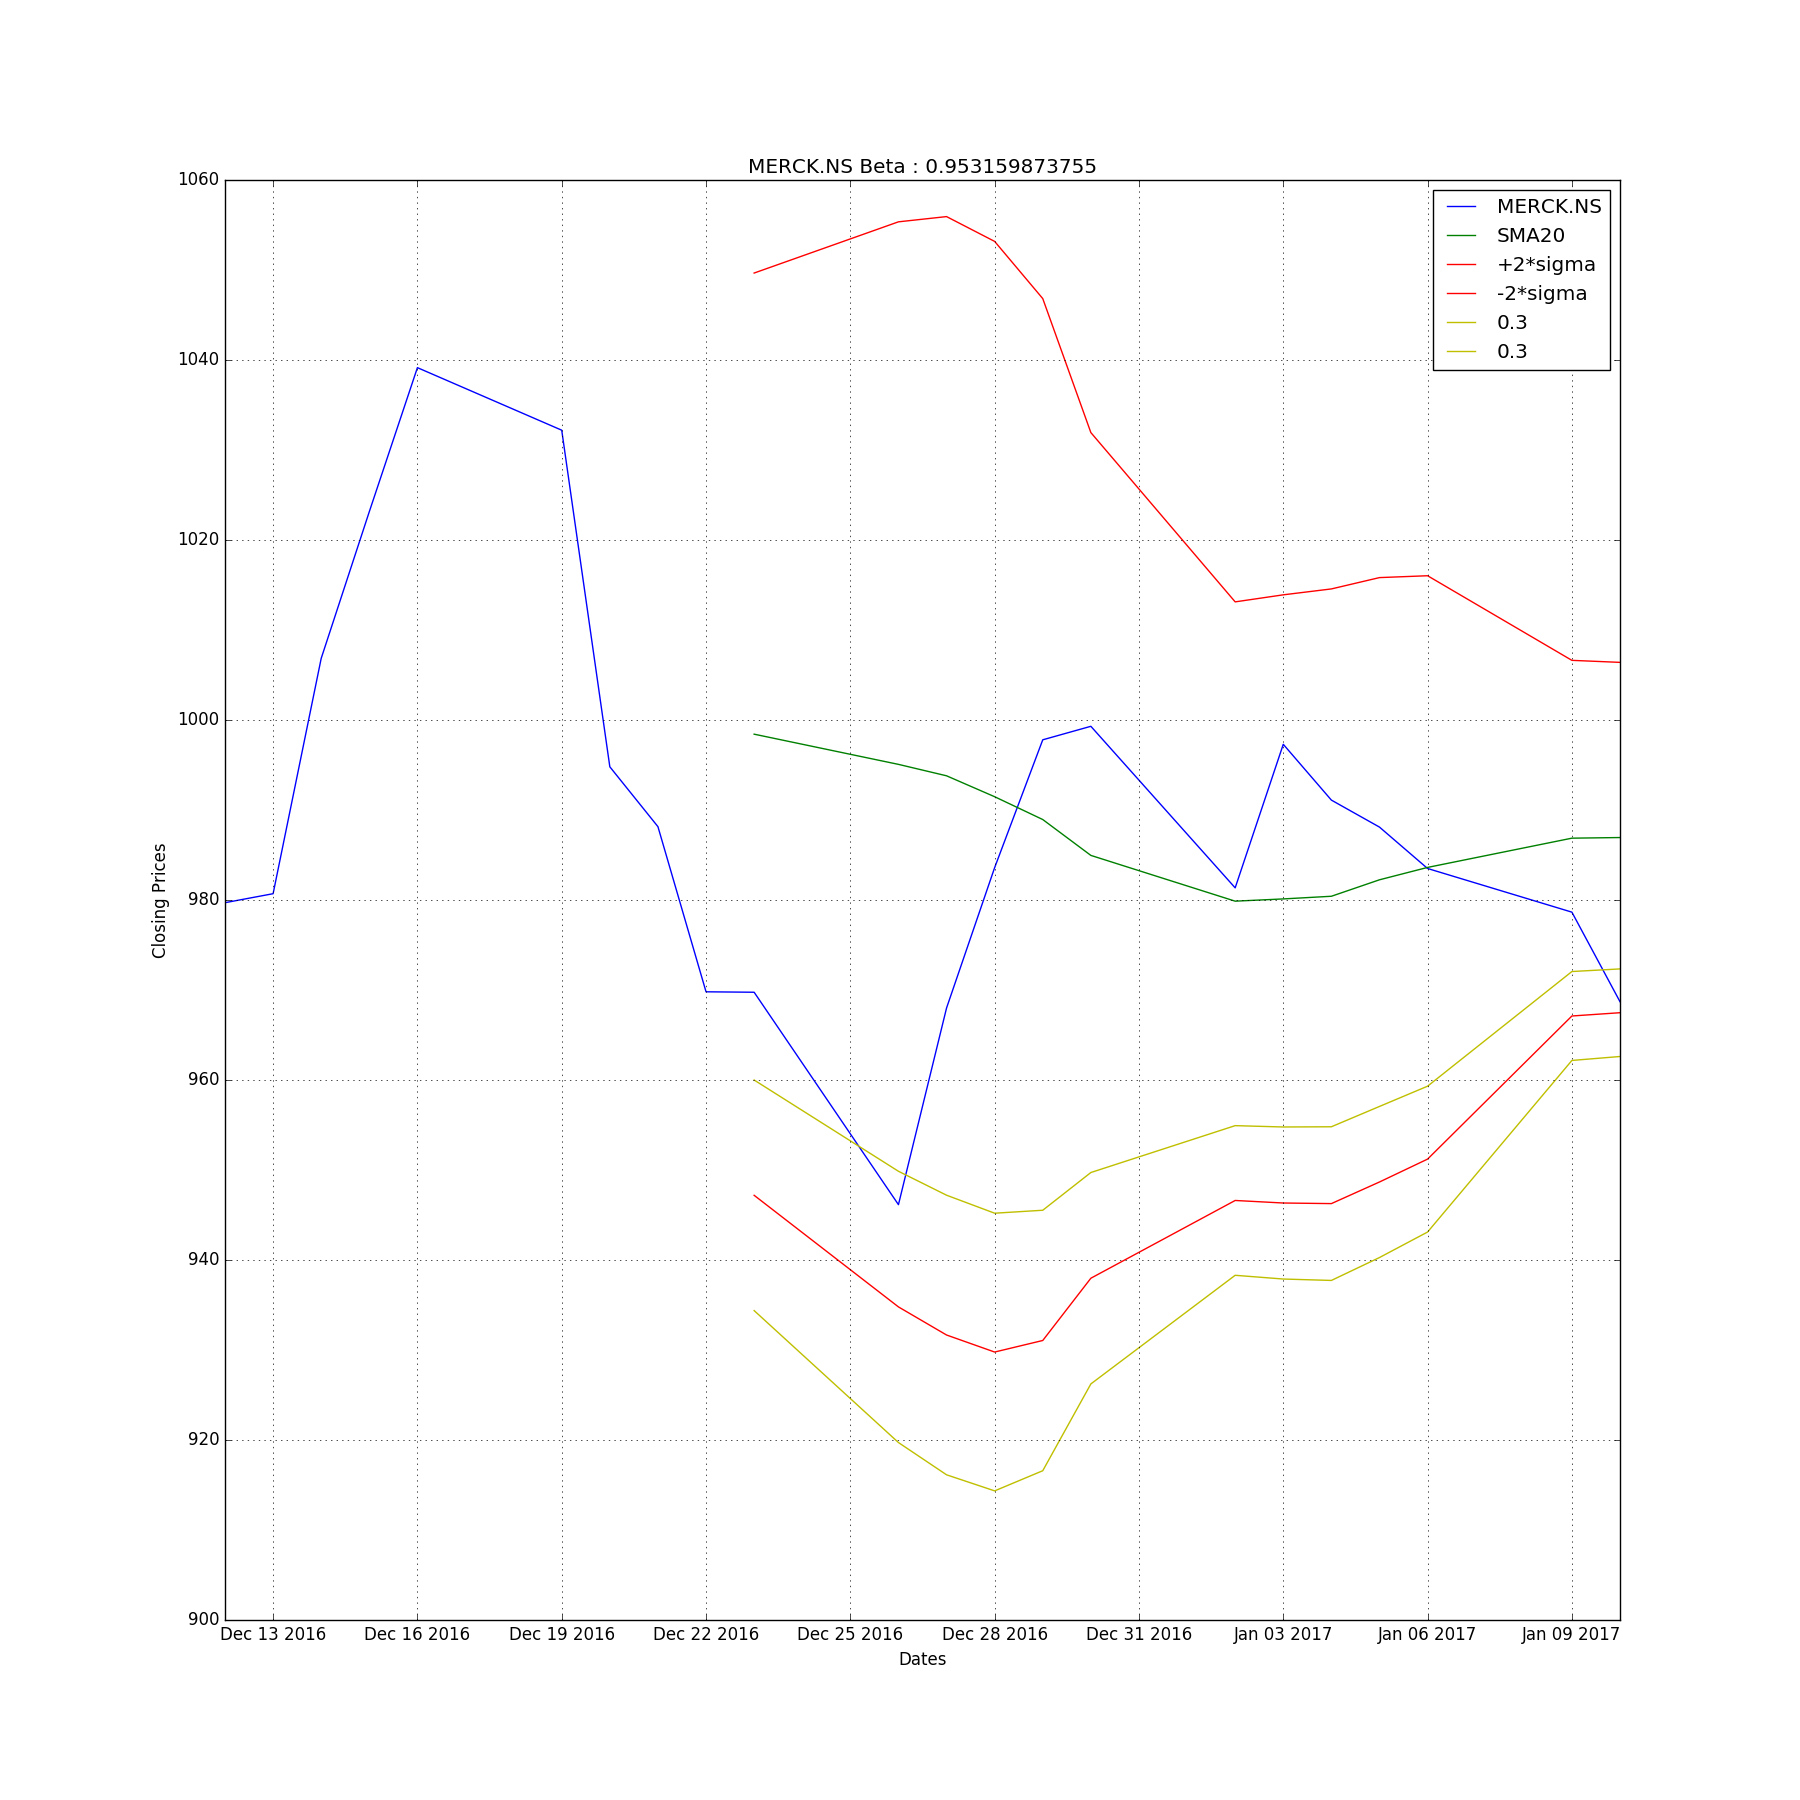 MERCK.NS Beta : 0.953159873755
1060
1040
1020
1000
980
960
940
920
900
Closing Prices
MERCK.NS
SMA20
+2*sigma
-2*sigma
0.3
0.3
Dec 13 2016 Dec 16 2016 Dec 19 2016 Dec 22 2016 Dec 25 2016 Dec 28 2016 Dec 31 2016 Jan 03 2017 Jan 06 2017 Jan 09 2017
Dates